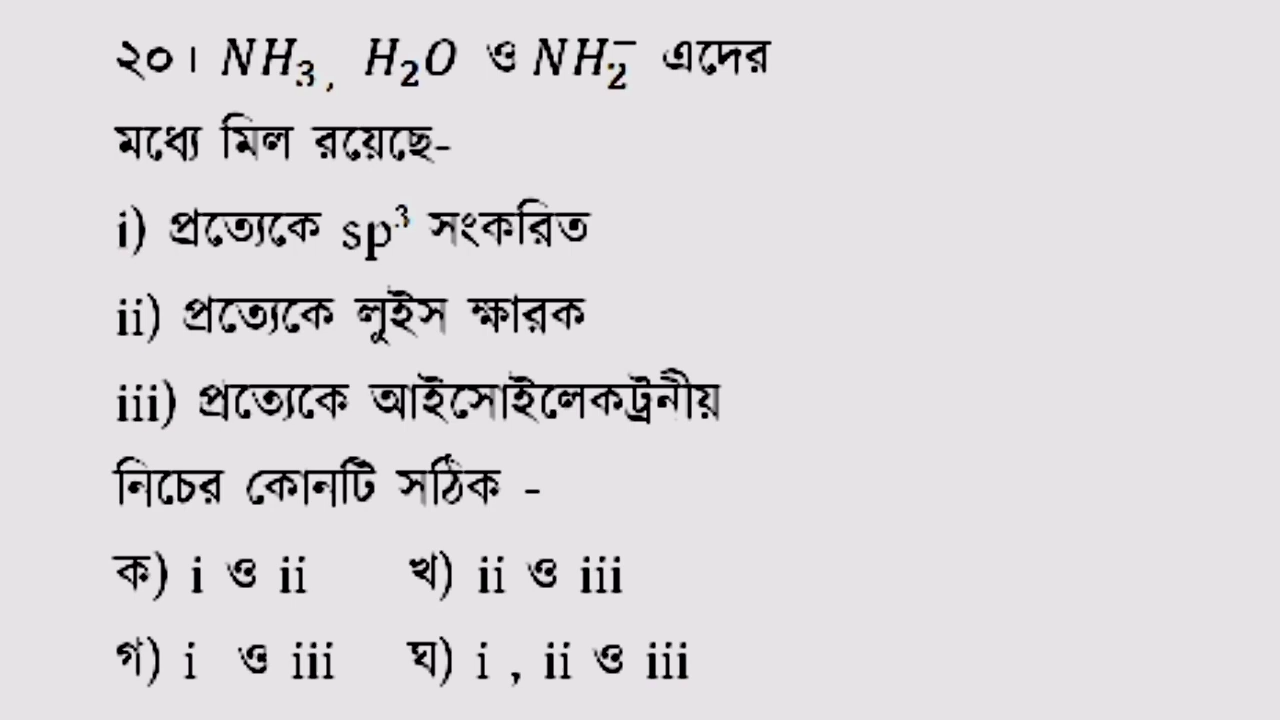 ২০। NH₃, H₂O ও NH₂⁻ এদের
মধ্যে মিল রয়েছে-
i) প্রত্যেকে sp³ সংকরিত
ii) প্রত্যেকে লুইস ক্ষারক
iii) প্রত্যেকে আইসোইলেকট্রনীয়
নিচের কোনটি সঠিক -
ক) i ও ii খ) ii ও iii
গ) i ও iii ঘ) i , ii ও iii